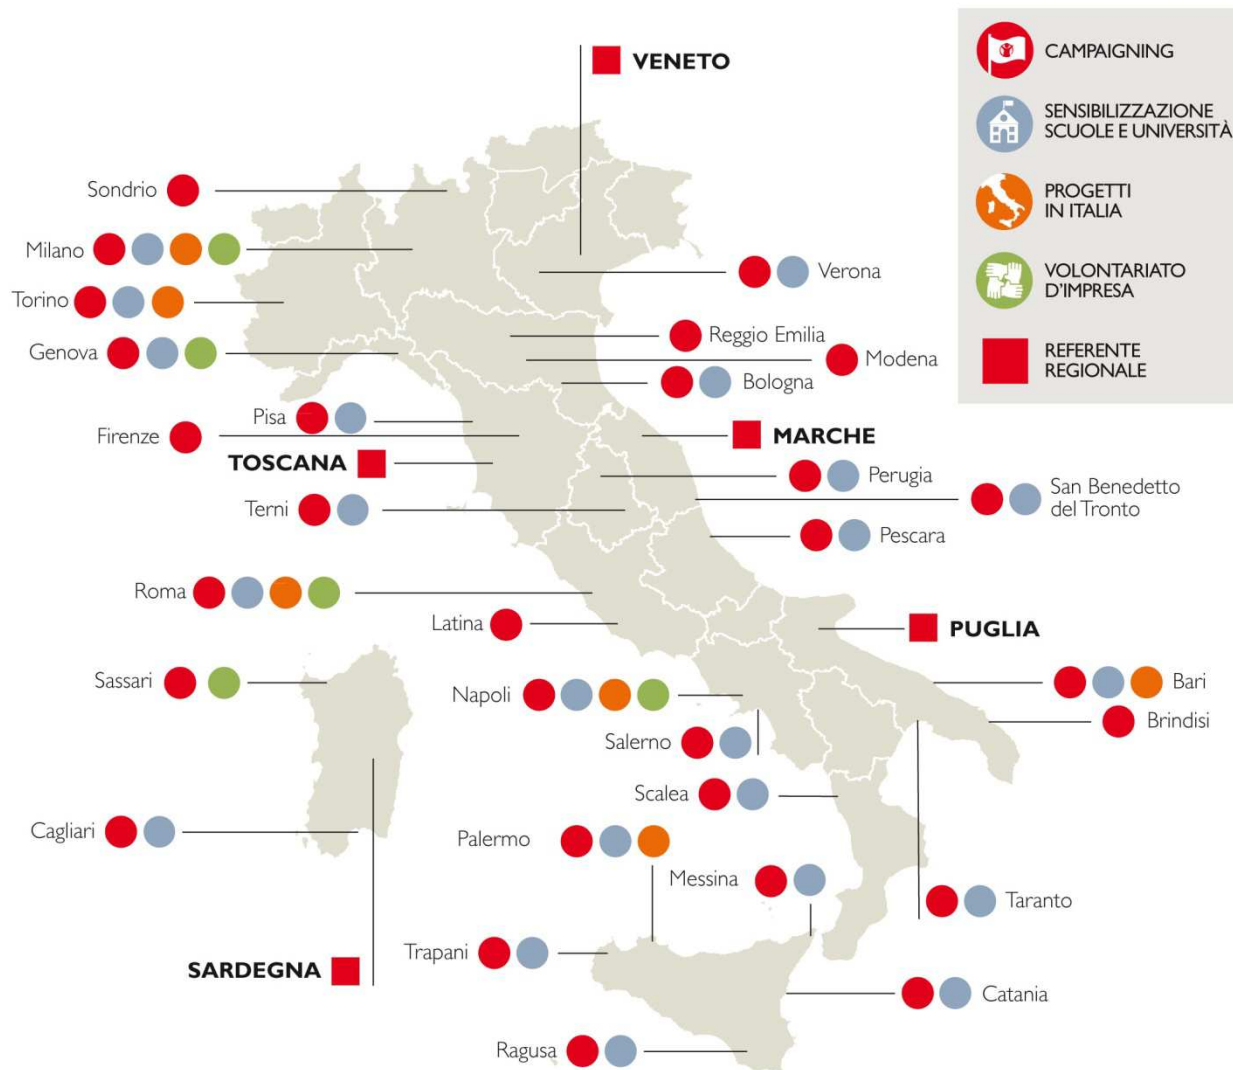 VENETO
CAMPAIGNING
SENSIBILIZZAZIONE
SCUOLE E UNIVERSITÀ
PROGETTI
IN ITALIA
VOLONTARIATO
D'IMPRESA
REFERENTE
REGIONALE
Sondrio
Milano
Torino
Genova
Verona
Reggio Emilia
Modena
Bologna
Pisa
Firenze
TOSCANA
MARCHE
Terni
Perugia
San Benedetto
del Tronto
Pescara
Roma
Latina
PUGLIA
Sassari
Napoli
Bari
Brindisi
Salerno
Scalea
Cagliari
Palermo
Messina
Taranto
Trapani
SARDEGNA
Catania
Ragusa